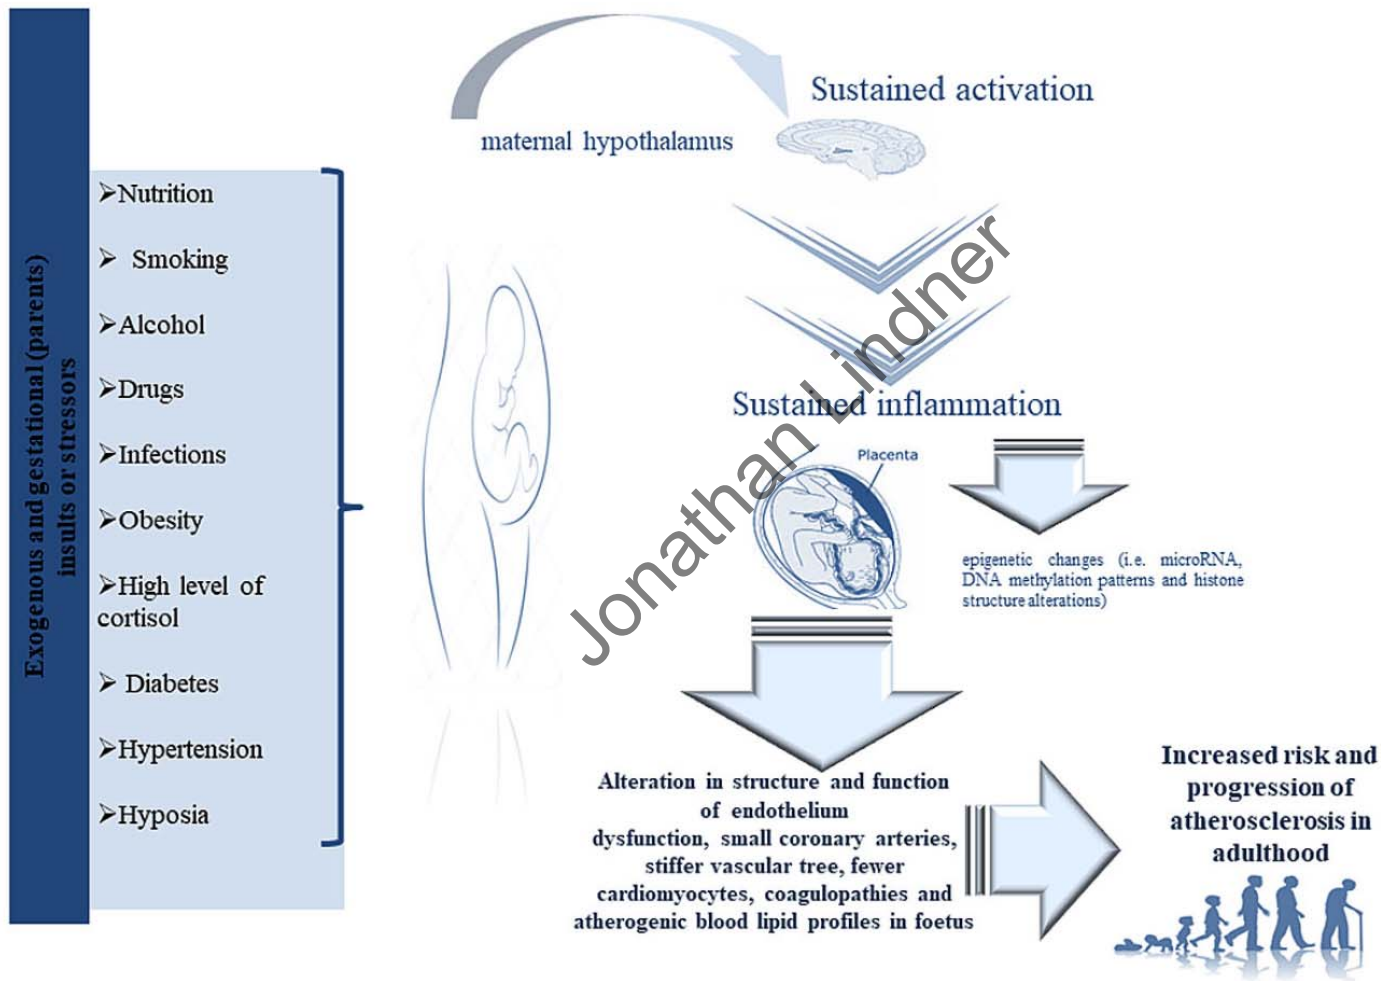 Exogenous and gestational (parents)
insults or stressors
➢Nutrition
➢ Smoking
➢Alcohol
➢Drugs
➢Infections
➢Obesity
➢High level of
cortisol
➢ Diabetes
➢Hypertension
➢Hyposia
maternal hypothalamus
Sustained activation
Sustained inflammation
Placenta
epigenetic changes (i.e. microRNA,
DNA methylation patterns and histone
structure alterations)
Alteration in structure and function
of endothelium
dysfunction, small coronary arteries,
stiffer vascular tree, fewer
cardiomyocytes, coagulopathies and
atherogenic blood lipid profiles in foetus
Increased risk and
progression of
atherosclerosis in
adulthood
Jonathan Lindner